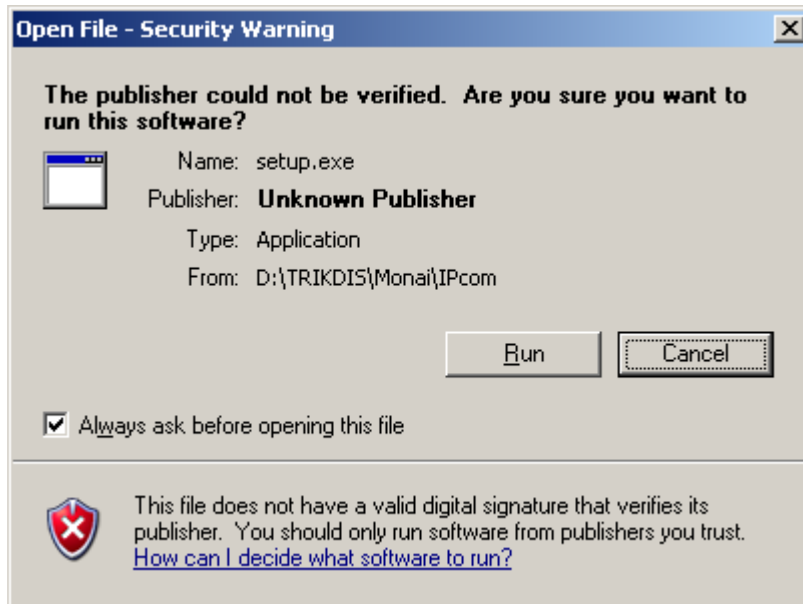 Open File - Security Warning
The publisher could not be verified.  Are you sure you want to
run this software?
Name: setup.exe
Publisher: Unknown Publisher
Type: Application
From: D:\TRIKDIS\Monai\IPcom
Run Cancel
Always ask before opening this file
This file does not have a valid digital signature that verifies its
publisher.  You should only run software from publishers you trust.
How can I decide what software to run?